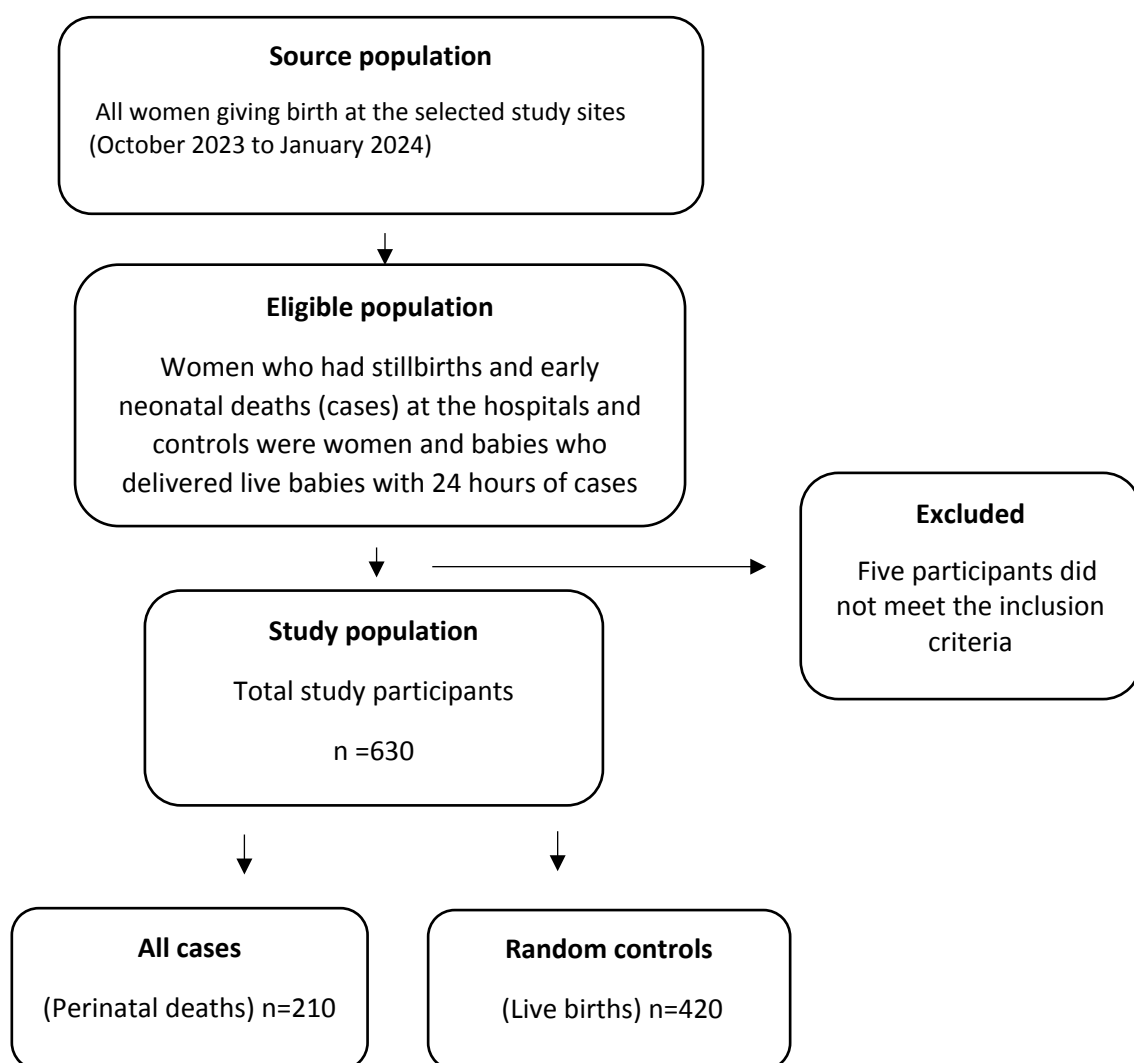 Source population
All women giving birth at the selected study sites
(October 2023 to January 2024)
Eligible population
Women who had stillbirths and early
neonatal deaths (cases) at the hospitals and
controls were women and babies who
delivered live babies with 24 hours of cases
Excluded
Five participants did
not meet the inclusion
criteria
Study population
Total study participants
n =630
All cases
(Perinatal deaths) n=210
Random controls
(Live births) n=420